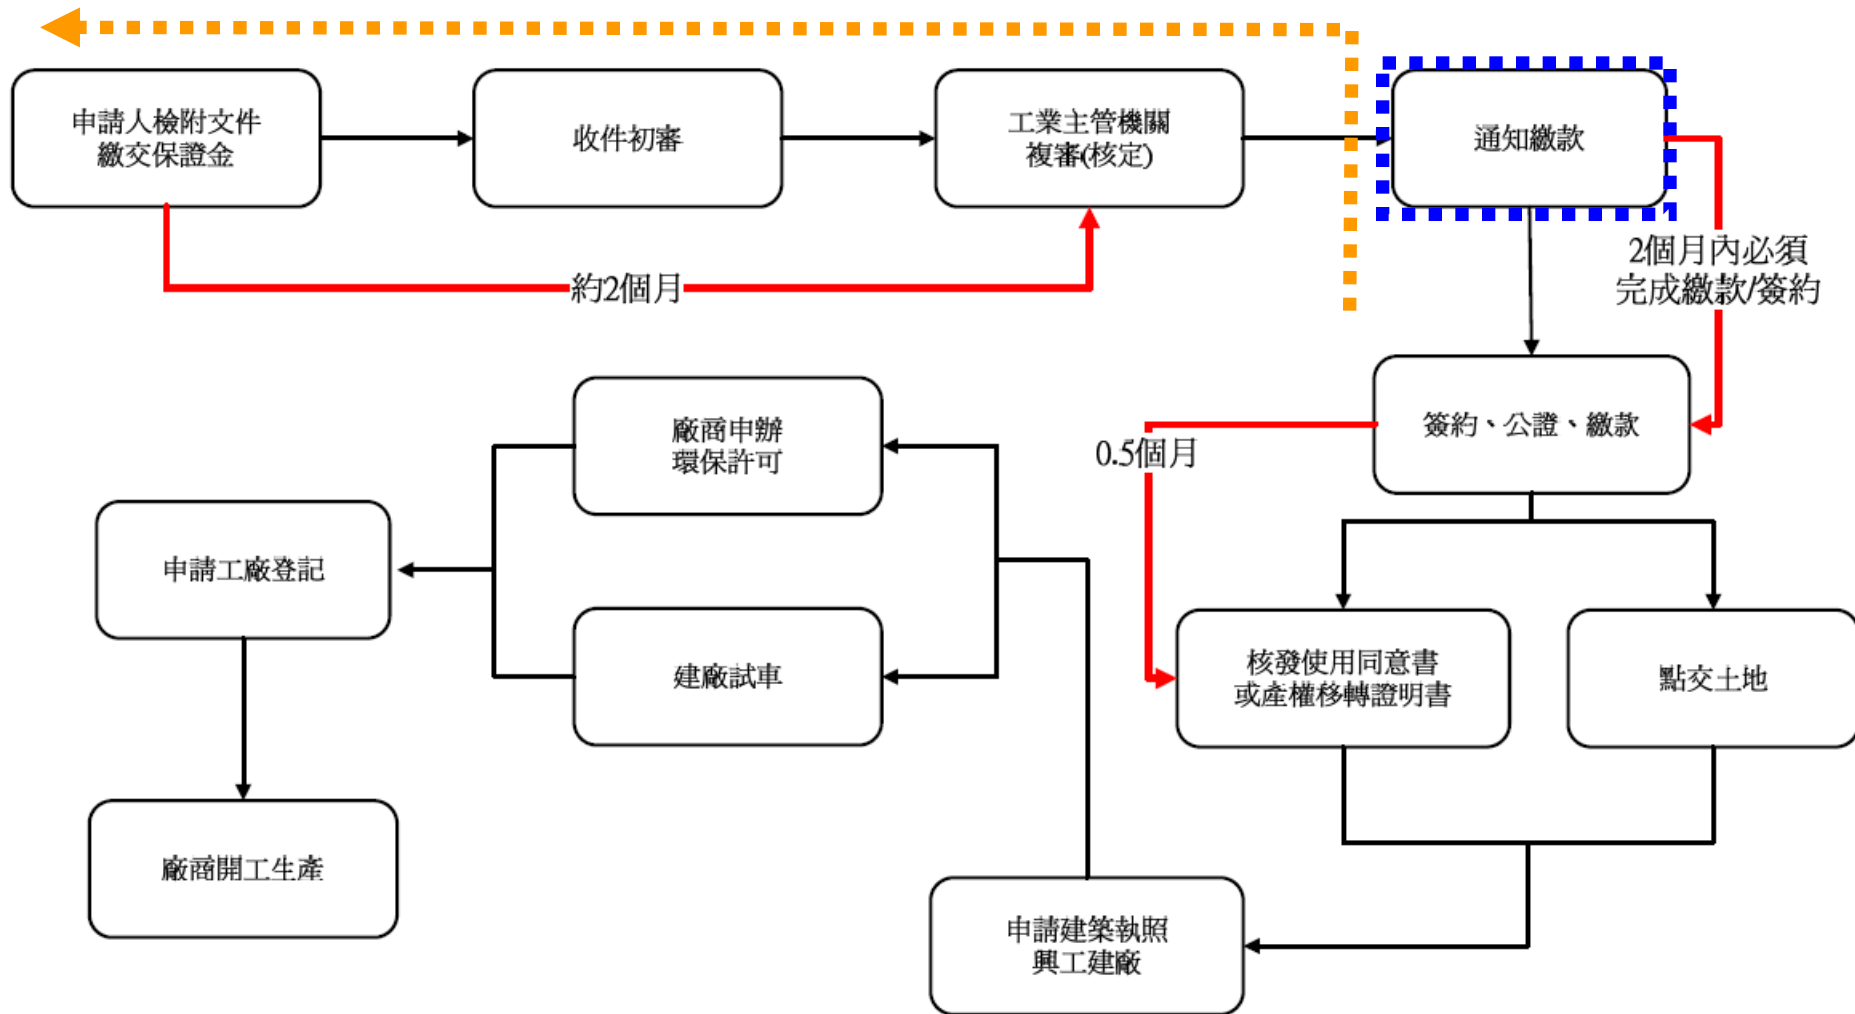 申請人檢附文件
繳交保證金
收件初審
工業主管機關
複審(核定)
通知繳款
約2個月
2個月內必須
完成繳款/簽約
簽約、公證、繳款
0.5個月
廠商申辦
環保許可
申請工廠登記
建廠試車
核發使用同意書
或產權移轉證明書
點交土地
廠商開工生產
申請建築執照
興工建廠